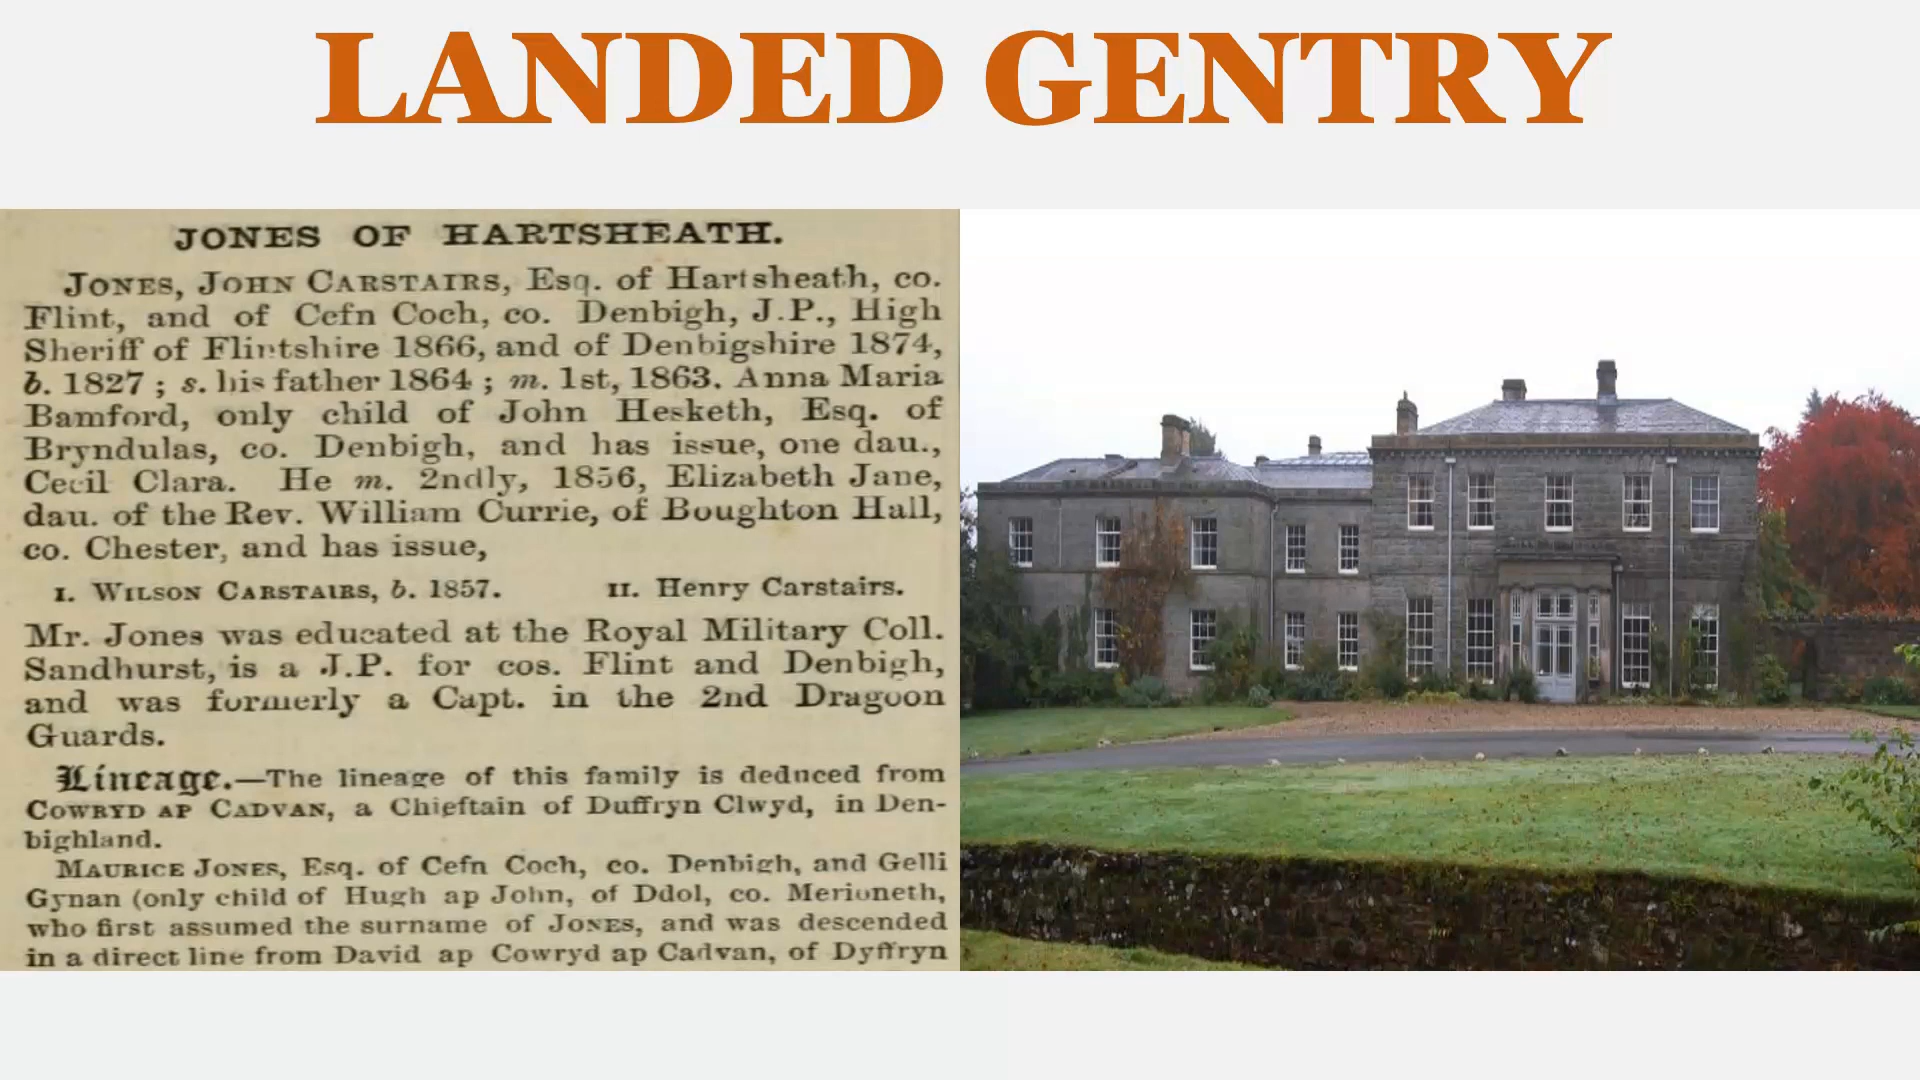 LANDED GENTRY
JONES OF HARTSHEATH.
JONES, JOHN CARSTAIRS, Esq. of Hartsheath, co.
Flint, and of Cefn Coch, co. Denbigh, J.P., High
Sheriff of Flintshire 1866, and of Denbigshire 1874,
b. 1827 ; s. his father 1864 ; m. 1st, 1863. Anna Maria
Bamford, only child of John Hesketh, Esq. of
Bryndulas, co. Denbigh, and has issue, one dau.,
Cecil Clara. He m. 2ndly, 1856, Elizabeth Jane,
dau. of the Rev. William Currie, of Boughton Hall,
co. Chester, and has issue,
I. WILSON CARSTAIRS, b. 1857. II. Henry Carstairs.
Mr. Jones was educated at the Royal Military Coll.
Sandhurst, is a J.P. for cos. Flint and Denbigh,
and was formerly a Capt. in the 2nd Dragoon
Guards.
Lineage.—The lineage of this family is deduced from
COWRYD AP CADVAN, a Chieftain of Duffryn Clwyd, in Den-
bighland.
MAURICE JONES, Esq. of Cefn Coch, co. Denbigh, and Gelli
Gynan (only child of Hugh ap John, of Ddol, co. Merioneth,
who first assumed the surname of JONES, and was descended
in a direct line from David ap Cowryd ap Cadvan, of Dyffryn